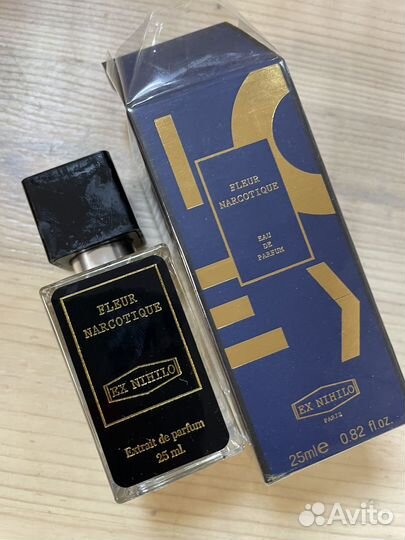 FLEUR
NARCOTIQUE
EX NIHILO
Extrait de parfum
25 ml
FLEUR
NARCOTIQUE
EAU
DE
PARFUM
EX NIHILO
PARIS
25ml e 0.82 fl.oz.
Avito